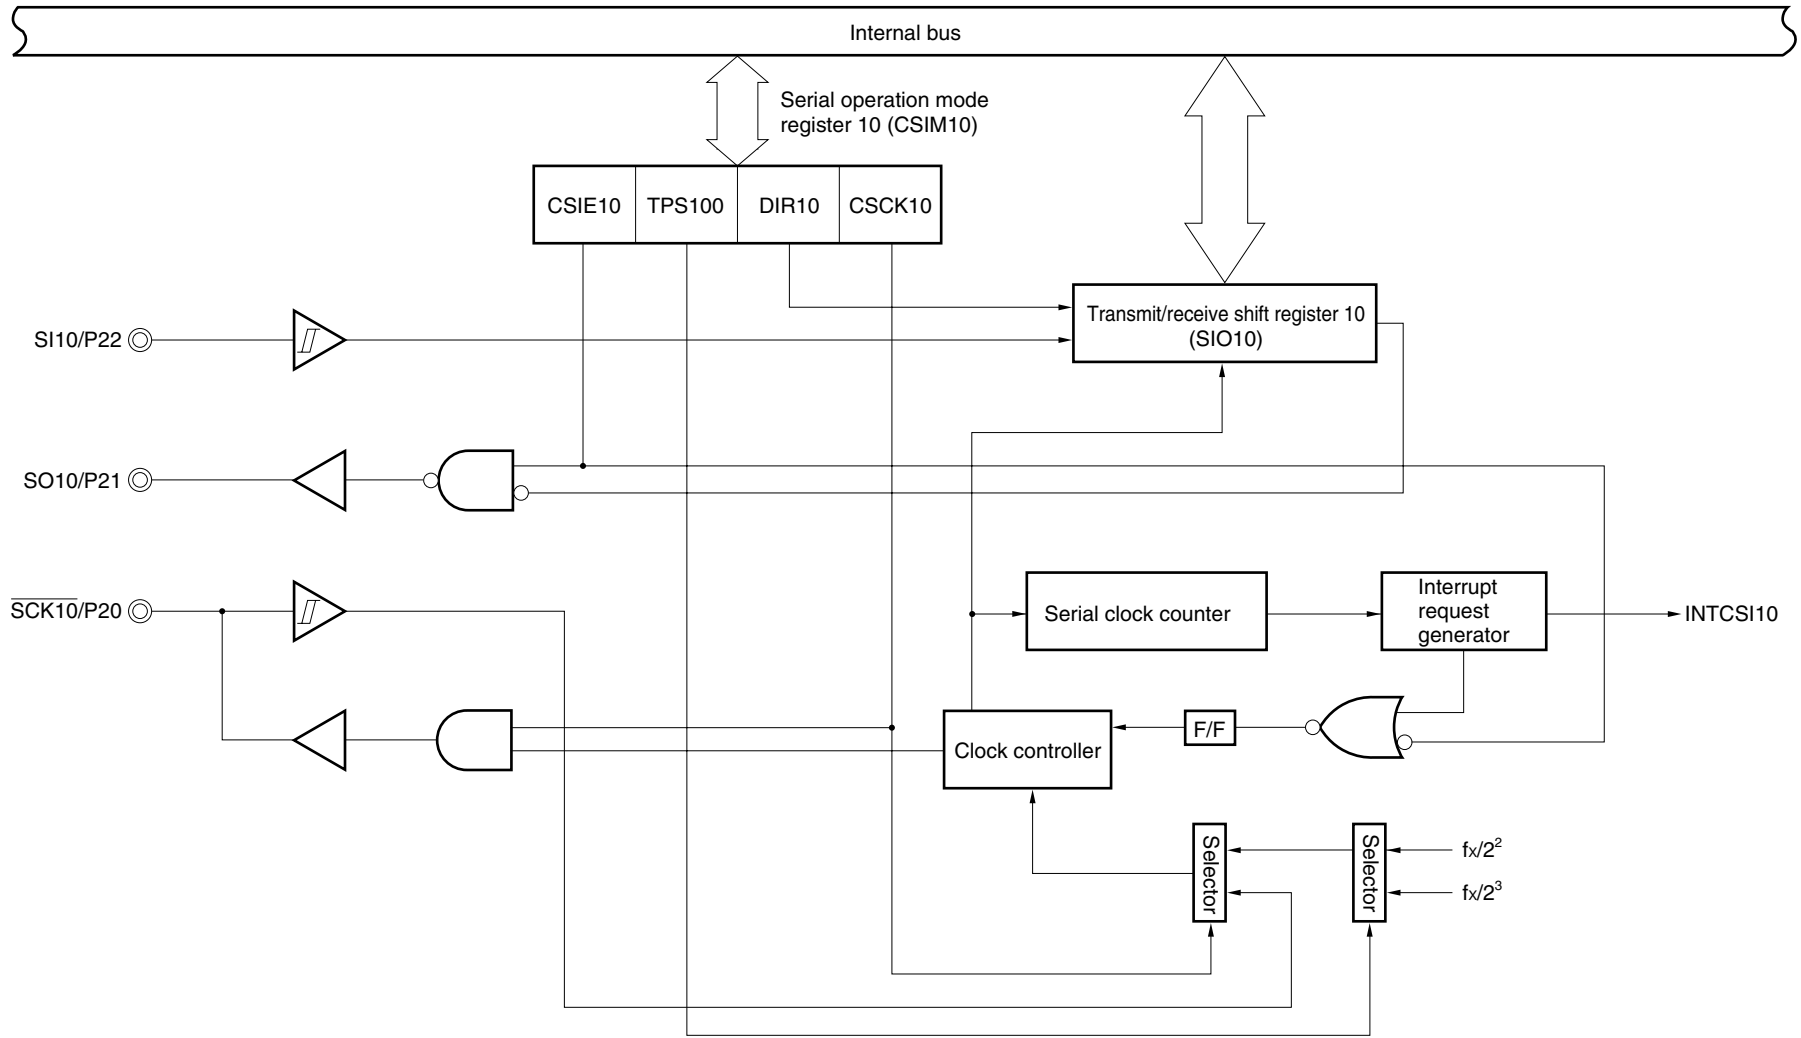 Internal bus
Serial operation mode
register 10 (CSIM10)
CSIE10 TPS100 DIR10 CSCK10
Transmit/receive shift register 10
(SIO10)
SI10/P22
SO10/P21
S̅C̅K̅1̅0̅/P20
Serial clock counter
Interrupt
request
generator
INTCSI10
Clock controller
F/F
Selector
Selector
fx/2²
fx/2³